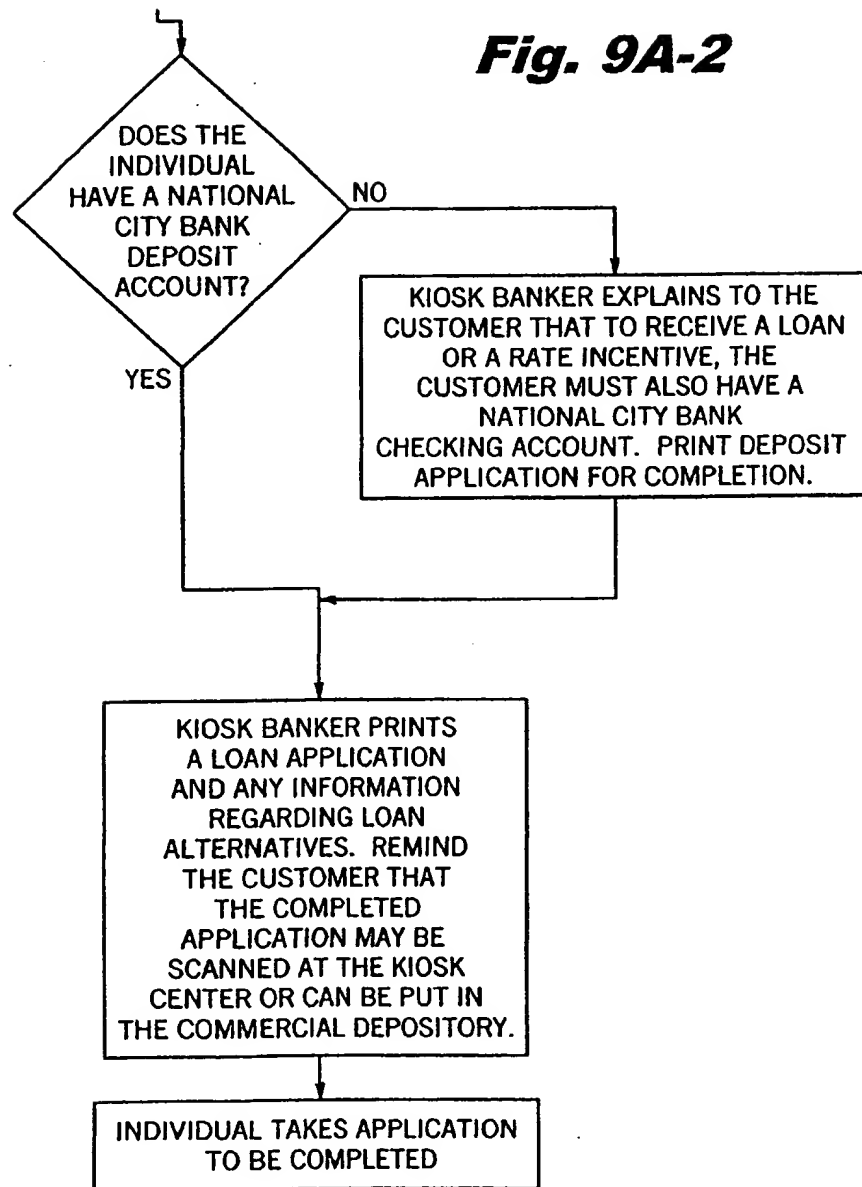 Fig. 9A-2
DOES THE
INDIVIDUAL
HAVE A NATIONAL
CITY BANK
DEPOSIT
ACCOUNT?
NO
YES
KIOSK BANKER EXPLAINS TO THE
CUSTOMER THAT TO RECEIVE A LOAN
OR A RATE INCENTIVE, THE
CUSTOMER MUST ALSO HAVE A
NATIONAL CITY BANK
CHECKING ACCOUNT. PRINT DEPOSIT
APPLICATION FOR COMPLETION.
KIOSK BANKER PRINTS
A LOAN APPLICATION
AND ANY INFORMATION
REGARDING LOAN
ALTERNATIVES. REMIND
THE CUSTOMER THAT
THE COMPLETED
APPLICATION MAY BE
SCANNED AT THE KIOSK
CENTER OR CAN BE PUT IN
THE COMMERCIAL DEPOSITORY.
INDIVIDUAL TAKES APPLICATION
TO BE COMPLETED